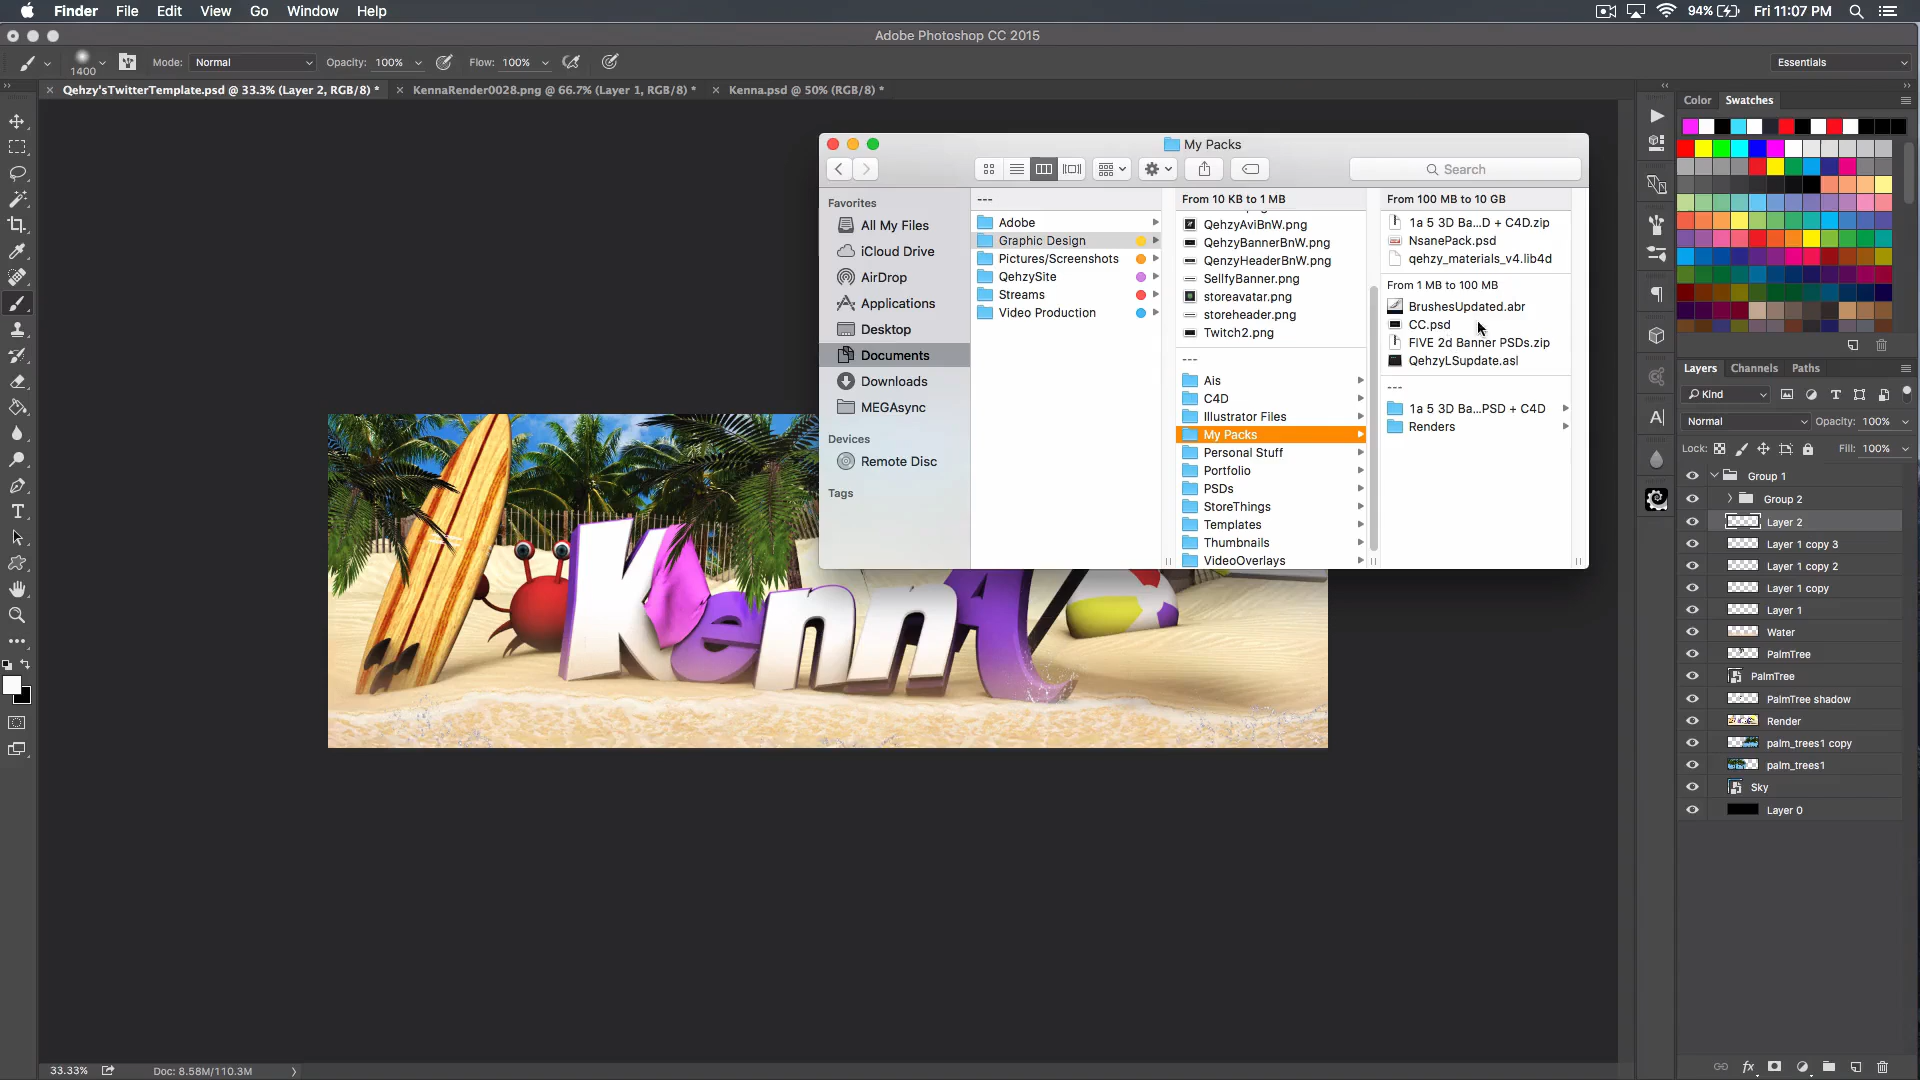 Finder File Edit View Go Window Help
94% Fri 11:07 PM
Adobe Photoshop CC 2015
1400 Mode: Normal Opacity: 100% Flow: 100% Essentials
Qehzy'sTwitterTemplate.psd @ 33.3% (Layer 2, RGB/8) * KennaRender0028.png @ 66.7% (Layer 1, RGB/8) * Kenna.psd @ 50% (RGB/8) *
My Packs
Search
Favorites
All My Files
iCloud Drive
AirDrop
Applications
Desktop
Documents
Downloads
MEGAsync
Devices
Remote Disc
Tags
---
Adobe
Graphic Design
Pictures/Screenshots
QehzySite
Streams
Video Production
From 10 KB to 1 MB
QehzyAviBnW.png
QehzyBannerBnW.png
QenzyHeaderBnW.png
SellfyBanner.png
storeavatar.png
storeheader.png
Twitch2.png
---
Ais
C4D
Illustrator Files
My Packs
Personal Stuff
Portfolio
PSDs
StoreThings
Templates
Thumbnails
VideoOverlays
From 100 MB to 10 GB
1a 5 3D Ba...D + C4D.zip
NsanePack.psd
qehzy_materials_v4.lib4d
From 1 MB to 100 MB
BrushesUpdated.abr
CC.psd
FIVE 2d Banner PSDs.zip
QehzyLSupdate.asl
---
1a 5 3D Ba...PSD + C4D
Renders
Kenna
Color Swatches
Layers Channels Paths
Kind
Normal Opacity: 100%
Lock: Fill: 100%
Group 1
Group 2
Layer 2
Layer 1 copy 3
Layer 1 copy 2
Layer 1 copy
Layer 1
Water
PalmTree
PalmTree
PalmTree shadow
Render
palm_trees1 copy
palm_trees1
Sky
Layer 0
33.33% Doc: 8.58M/110.3M